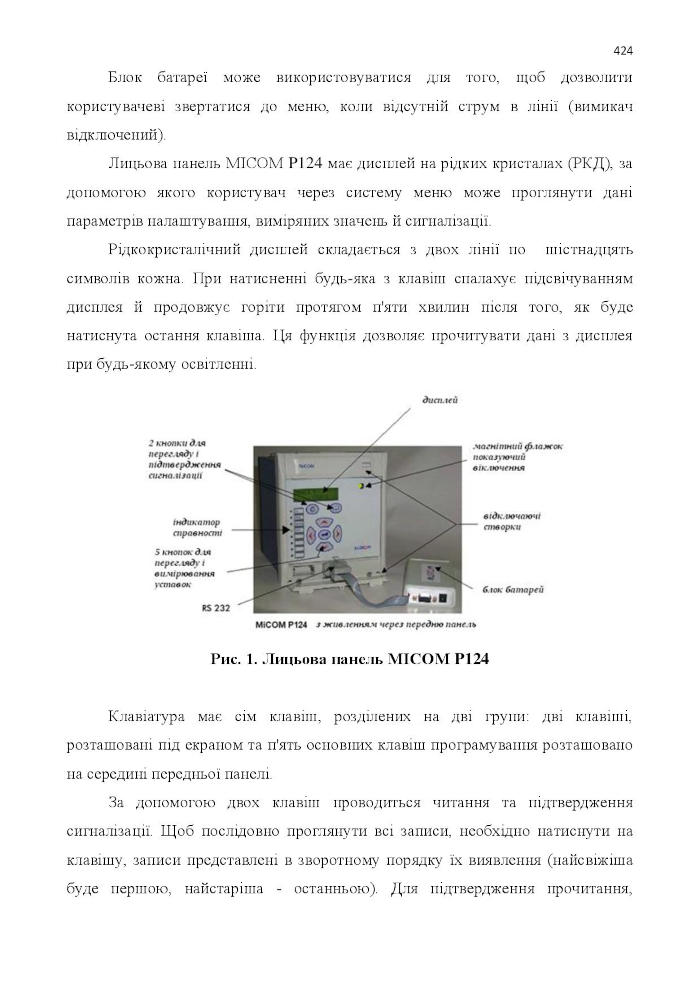 424
Блок батареї може використовуватися для того, щоб дозволити
користувачеві звертатися до меню, коли відсутній струм в лінії (вимикач
відключений).
Лицьова панель MICOM P124 має дисплей на рідких кристалах (РКД), за
допомогою якого користувач через систему меню може проглянути дані
параметрів налаштування, виміряних значень й сигналізації.
Рідкокристалічний дисплей складається з двох лінії по шістнадцять
символів кожна. При натисненні будь-яка з клавіш спалахує підсвічуванням
дисплея й продовжує горіти протягом п'яти хвилин після того, як буде
натиснута остання клавіша. Ця функція дозволяє прочитувати дані з дисплея
при будь-якому освітленні.
дисплей
2 кнопки для
перегляду і
підтвердження
сигналізації
магнітний флажок
показуючий
віключення
індикатор
справності
відключаючі
створки
5 кнопок для
перегляду і
вимірювання
уставок
блок батарей
RS 232
MiCOM P124 з живленням через передню панель
Рис. 1. Лицьова панель MICOM P124
Клавіатура має сім клавіш, розділених на дві групи: дві клавіші,
розташовані під екраном та п'ять основних клавіш програмування розташовано
на середині передньої панелі.
За допомогою двох клавіш проводиться читання та підтвердження
сигналізації. Щоб послідовно проглянути всі записи, необхідно натиснути на
клавішу, записи представлені в зворотному порядку їх виявлення (найсвіжіша
буде першою, найстаріша - останньою). Для підтвердження прочитання,